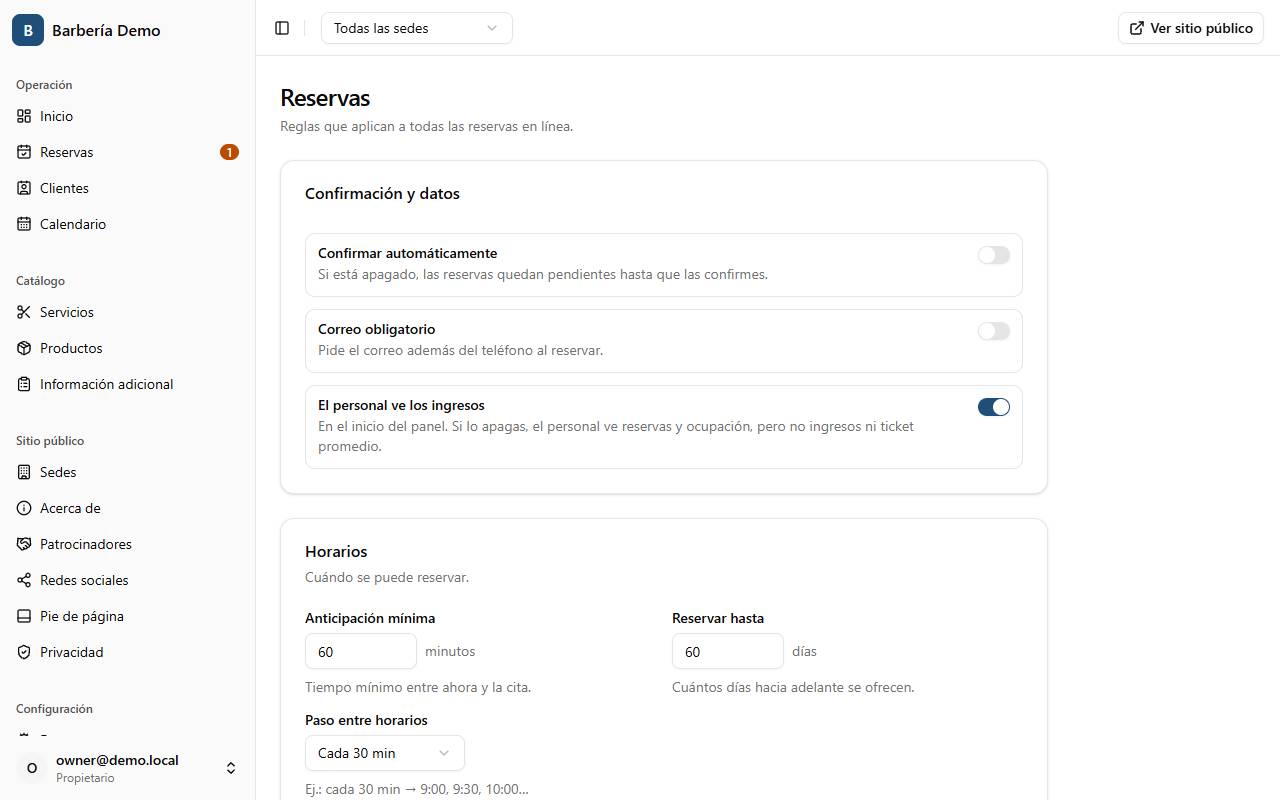 B Barbería Demo
Todas las sedes
Ver sitio público
Operación
Inicio
Reservas 1
Clientes
Calendario
Catálogo
Servicios
Productos
Información adicional
Sitio público
Sedes
Acerca de
Patrocinadores
Redes sociales
Pie de página
Privacidad
Configuración
O owner@demo.local
Propietario
Reservas
Reglas que aplican a todas las reservas en línea.
Confirmación y datos
Confirmar automáticamente
Si está apagado, las reservas quedan pendientes hasta que las confirmes.
Correo obligatorio
Pide el correo además del teléfono al reservar.
El personal ve los ingresos
En el inicio del panel. Si lo apagas, el personal ve reservas y ocupación, pero no ingresos ni ticket
promedio.
Horarios
Cuándo se puede reservar.
Anticipación mínima
60 minutos
Tiempo mínimo entre ahora y la cita.
Reservar hasta
60 días
Cuántos días hacia adelante se ofrecen.
Paso entre horarios
Cada 30 min
Ej.: cada 30 min → 9:00, 9:30, 10:00...